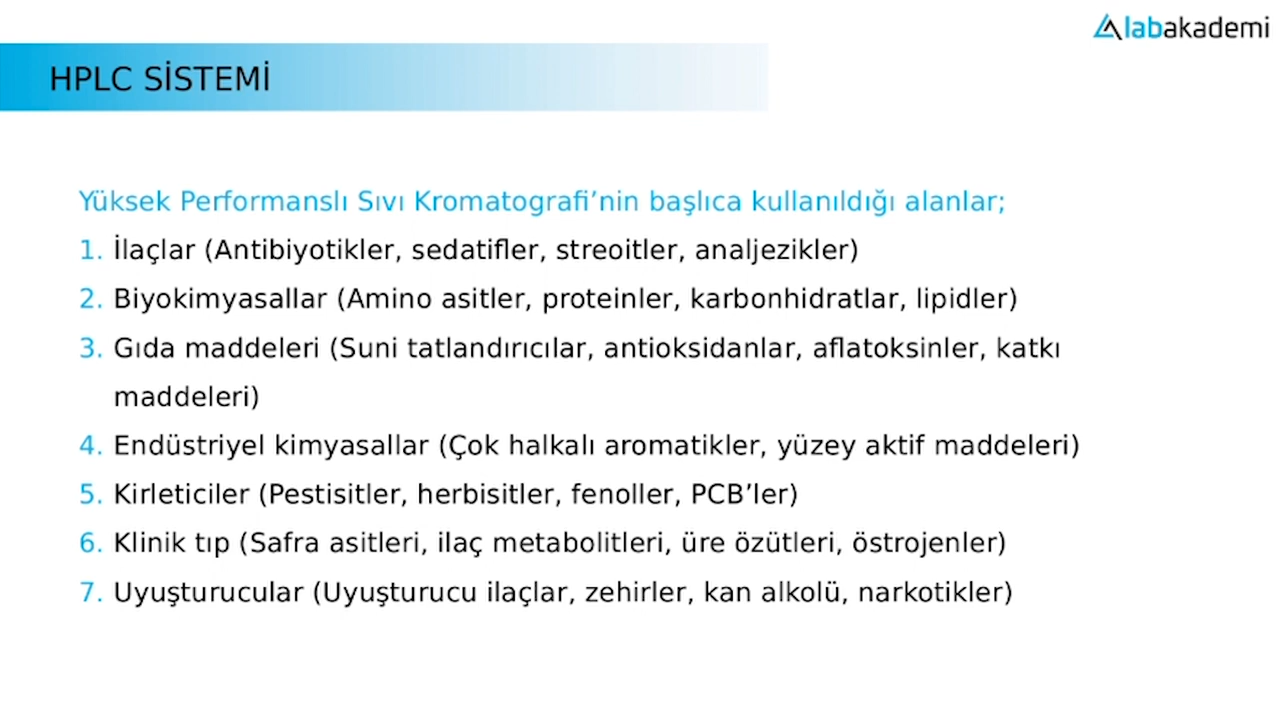 labakademi
HPLC SİSTEMİ
Yüksek Performanslı Sıvı Kromatografi’nin başlıca kullanıldığı alanlar;
1. İlaçlar (Antibiyotikler, sedatifler, streoitler, analjezikler)
2. Biyokimyasallar (Amino asitler, proteinler, karbonhidratlar, lipidler)
3. Gıda maddeleri (Suni tatlandırıcılar, antioksidanlar, aflatoksinler, katkı
maddeleri)
4. Endüstriyel kimyasallar (Çok halkalı aromatikler, yüzey aktif maddeleri)
5. Kirleticiler (Pestisitler, herbisitler, fenoller, PCB’ler)
6. Klinik tıp (Safra asitleri, ilaç metabolitleri, üre özütleri, östrojenler)
7. Uyuşturucular (Uyuşturucu ilaçlar, zehirler, kan alkolü, narkotikler)